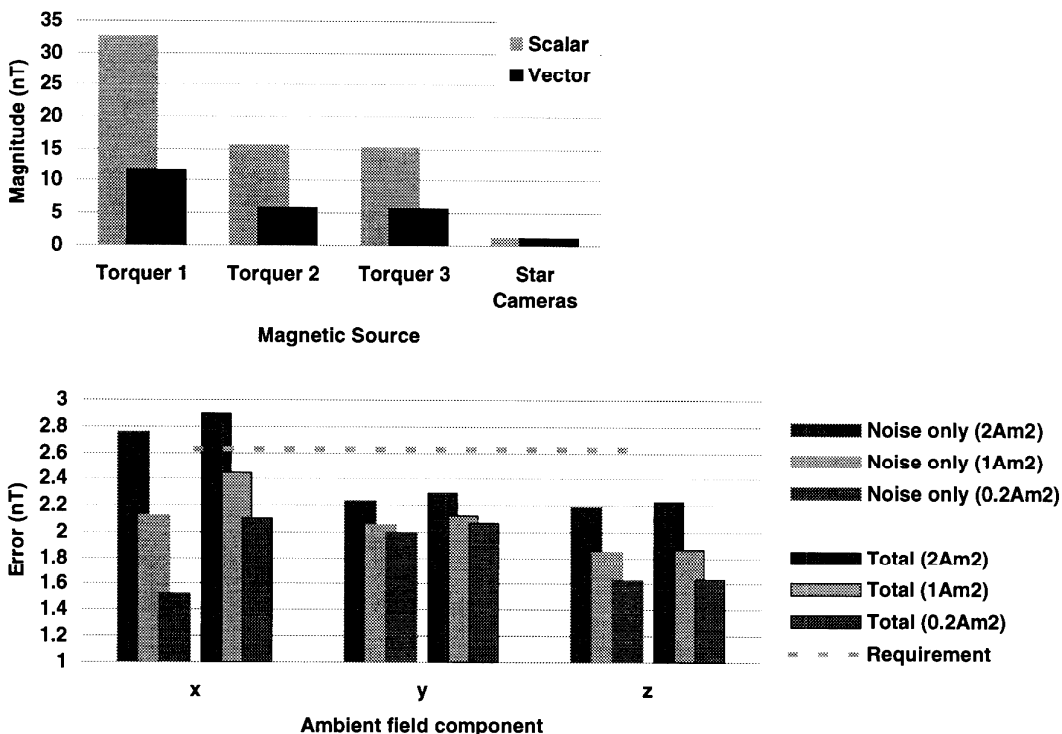 35
30
25
20
15
10
5
0
Magnitude (nT)
Scalar
Vector
Torquer 1 Torquer 2 Torquer 3 Star Cameras
Magnetic Source
3
2.8
2.6
2.4
2.2
2
1.8
1.6
1.4
1.2
1
Error (nT)
x y z
Ambient field component
Noise only (2Am2)
Noise only (1Am2)
Noise only (0.2Am2)
Total (2Am2)
Total (1Am2)
Total (0.2Am2)
Requirement